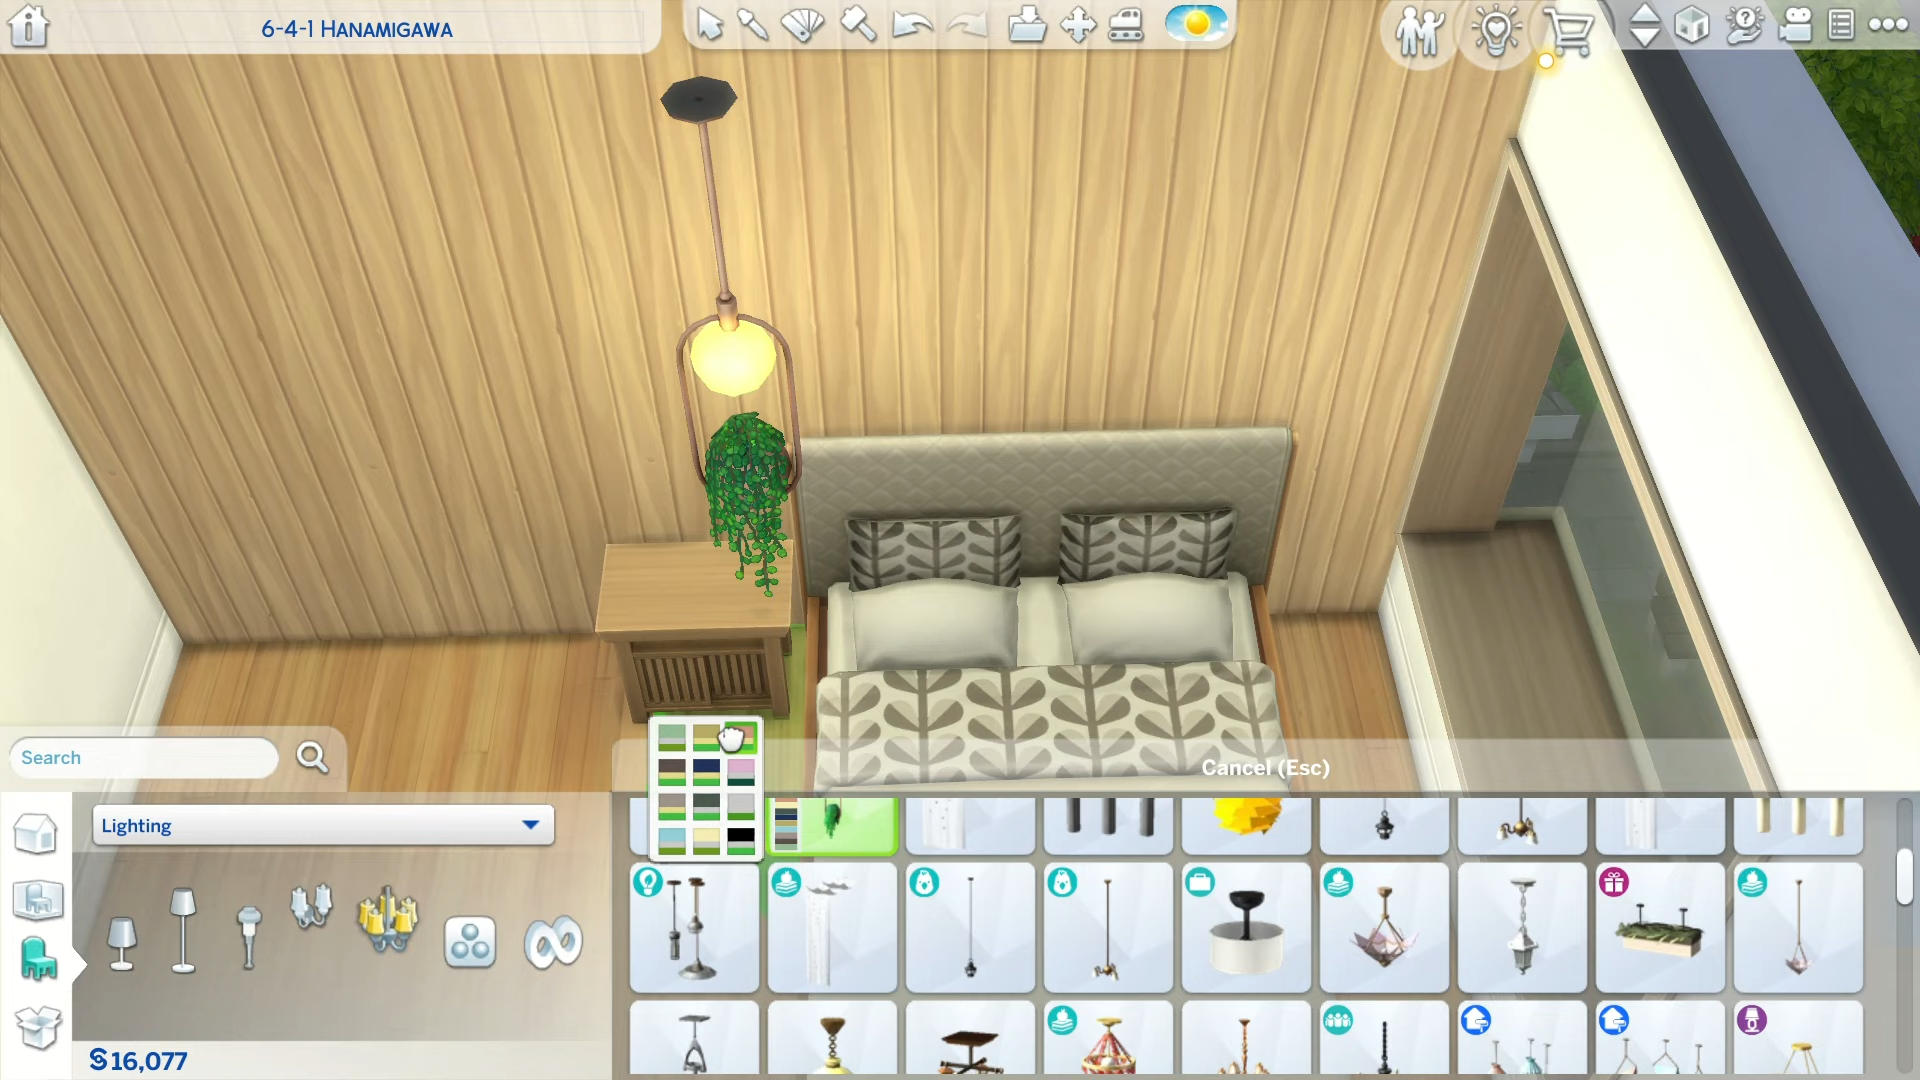 6-4-1 HANAMIGAWA
Search
Cancel (Esc)
Lighting
§16,077